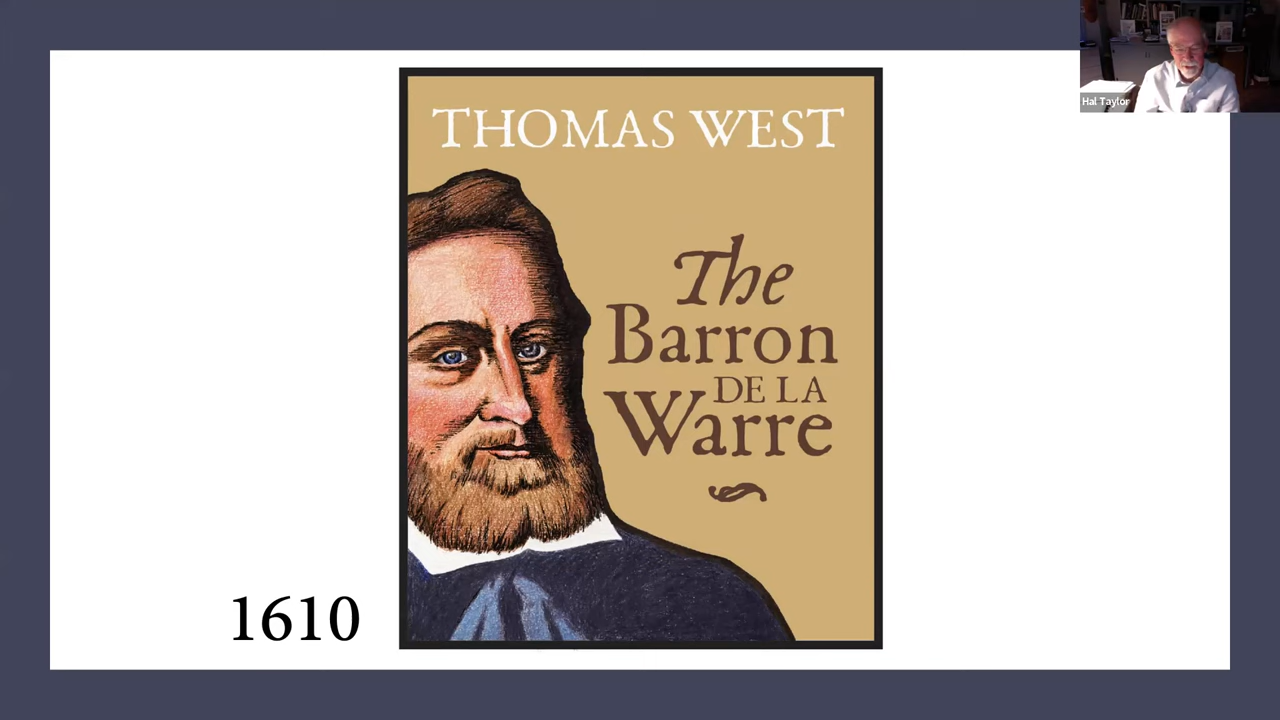 THOMAS WEST
The
Barron
DE LA
Warre
1610
Hal Taylor